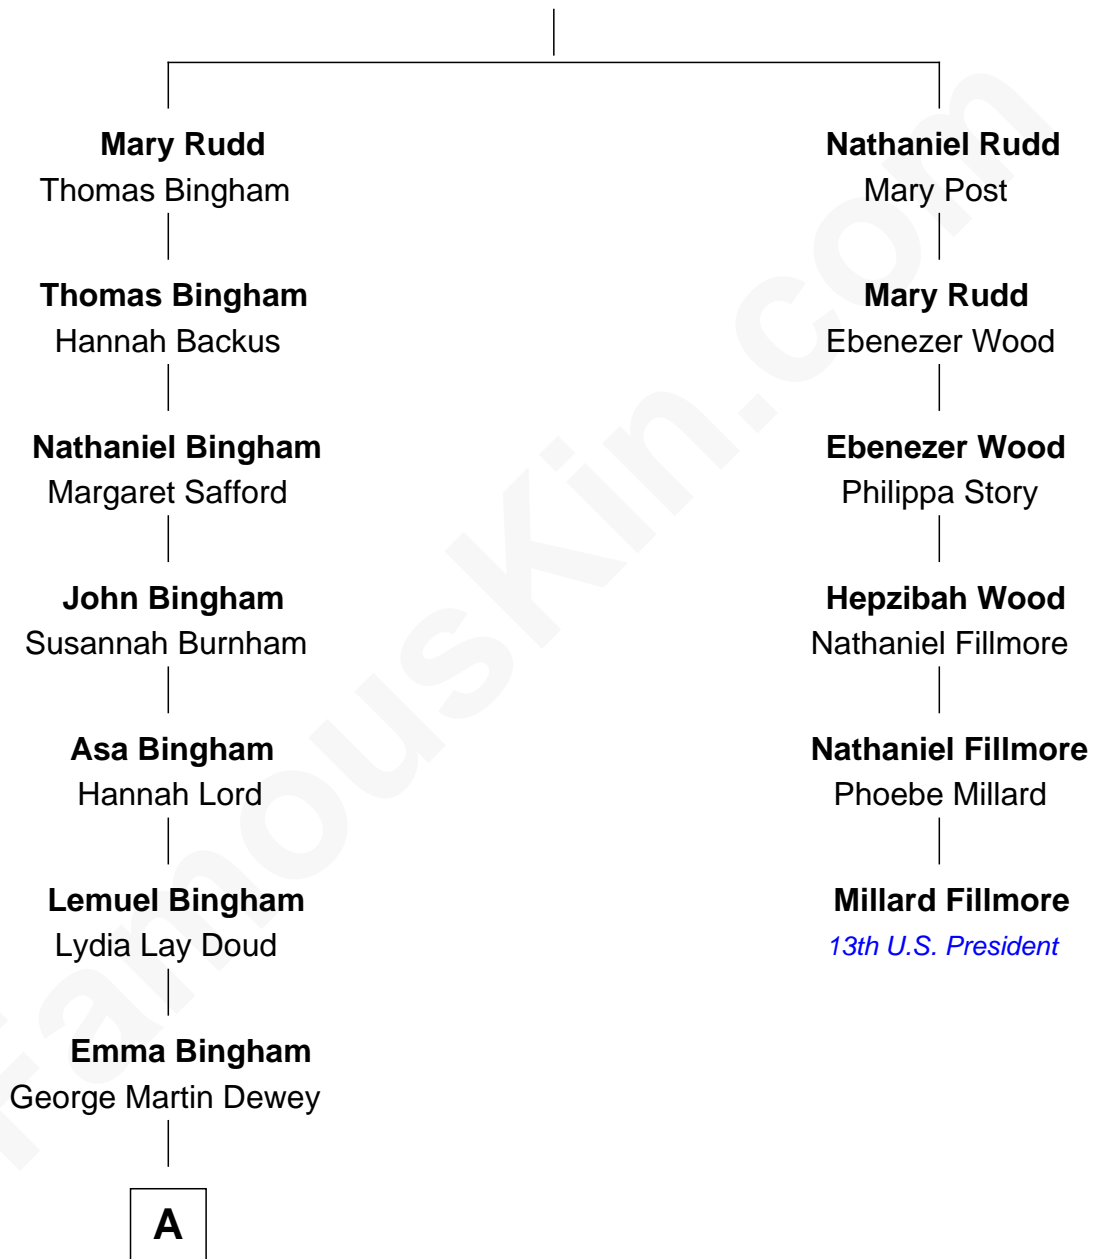 Mary Rudd
Thomas Bingham
Nathaniel Rudd
Mary Post
Thomas Bingham
Hannah Backus
Mary Rudd
Ebenezer Wood
Nathaniel Bingham
Margaret Safford
Ebenezer Wood
Philippa Story
John Bingham
Susannah Burnham
Hepzibah Wood
Nathaniel Fillmore
Asa Bingham
Hannah Lord
Nathaniel Fillmore
Phoebe Millard
Lemuel Bingham
Lydia Lay Doud
Millard Fillmore
13th U.S. President
Emma Bingham
George Martin Dewey
A
FamousKin.com